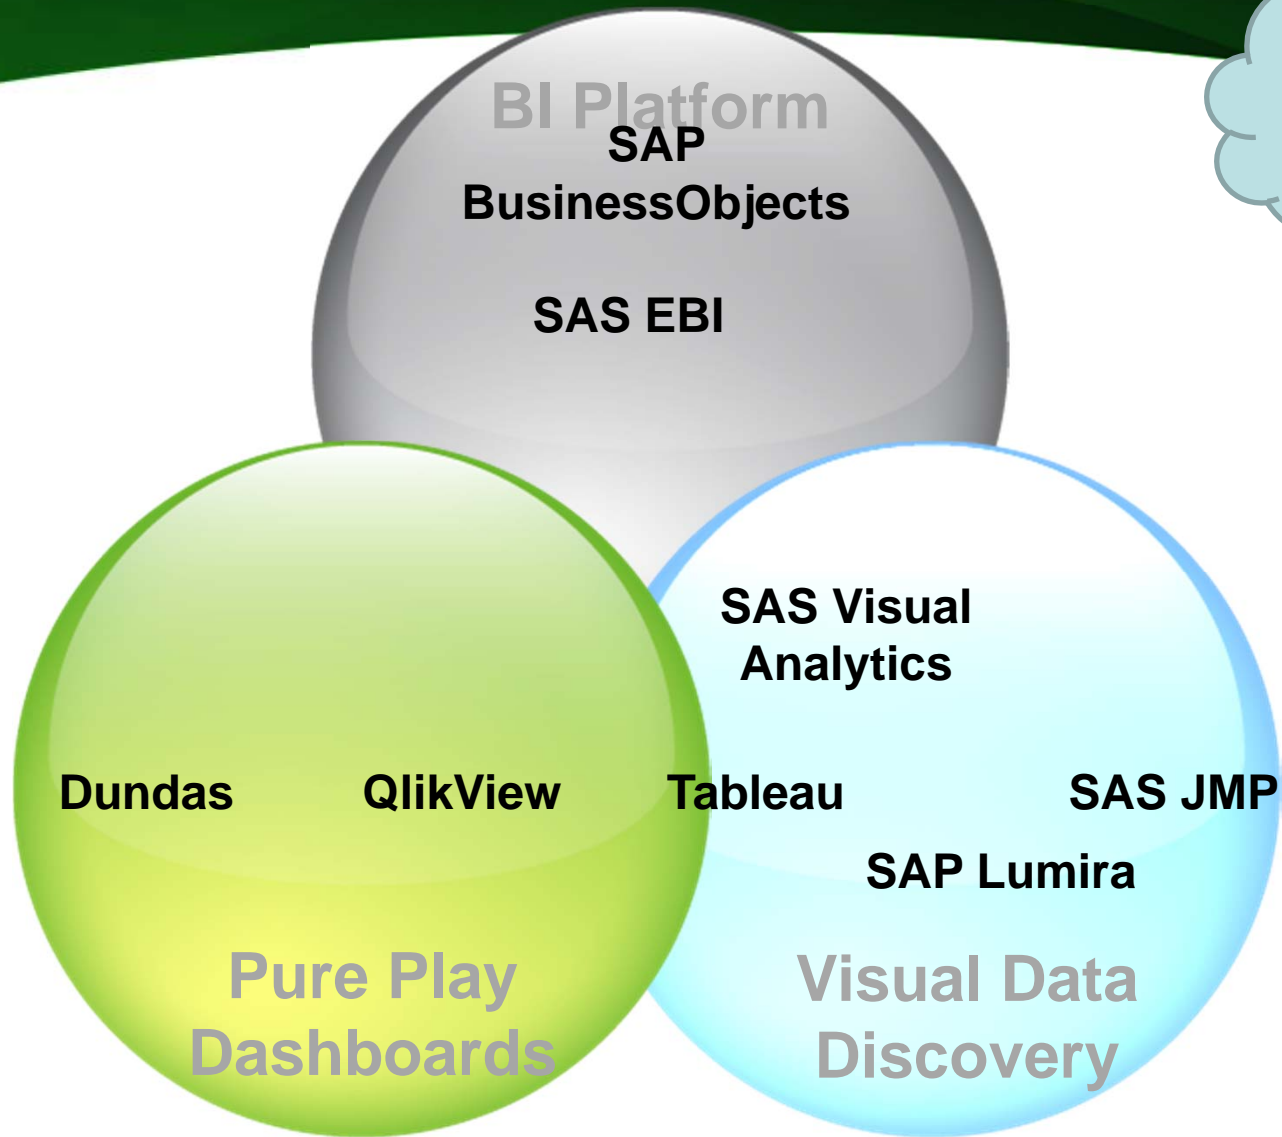 BI Platform
SAP
BusinessObjects
SAS EBI
SAS Visual
Analytics
Dundas QlikView Tableau SAS JMP
SAP Lumira
Pure Play
Dashboards
Visual Data
Discovery